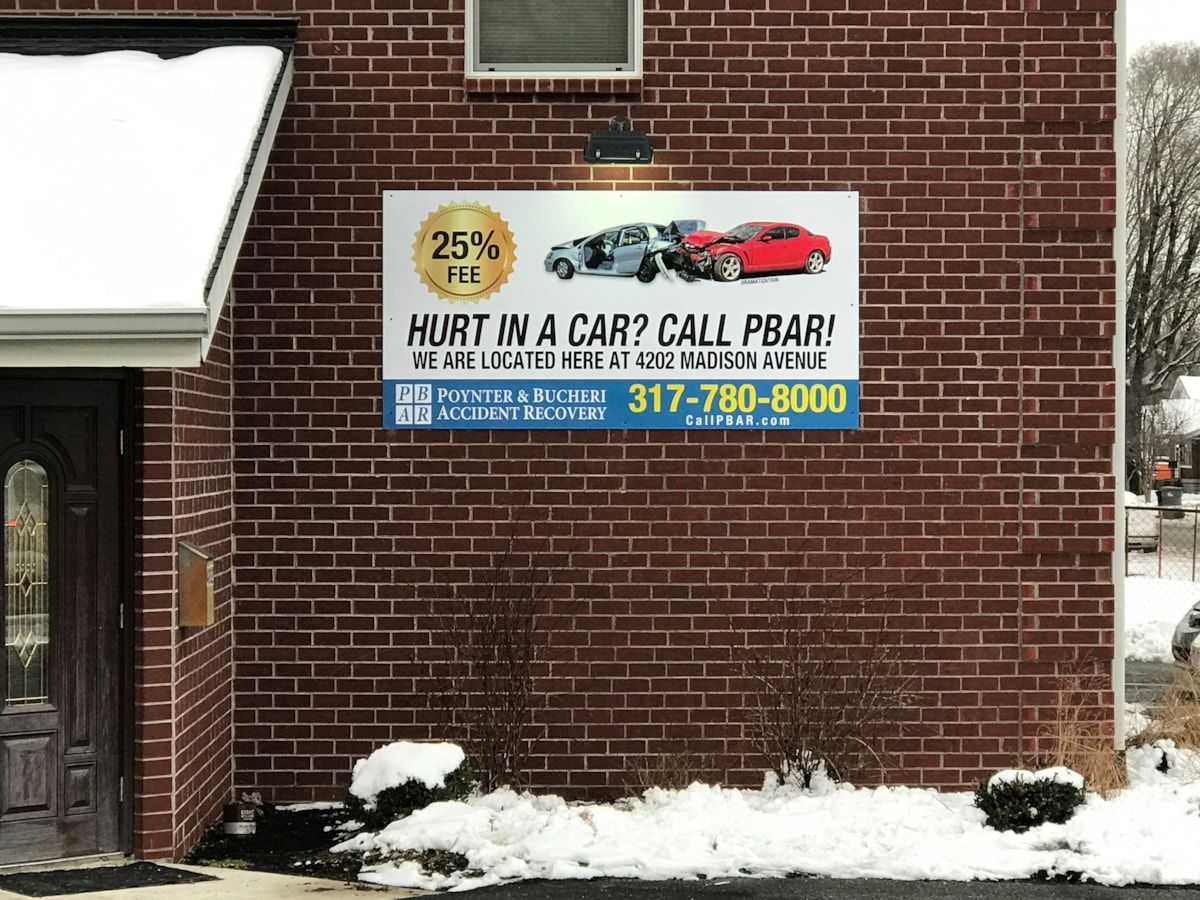 25%
FEE
DRAMATIZATION
HURT IN A CAR? CALL PBAR!
WE ARE LOCATED HERE AT 4202 MADISON AVENUE
PB
AR
POYNTER & BUCHERI
ACCIDENT RECOVERY
317-780-8000
CallPBAR.com